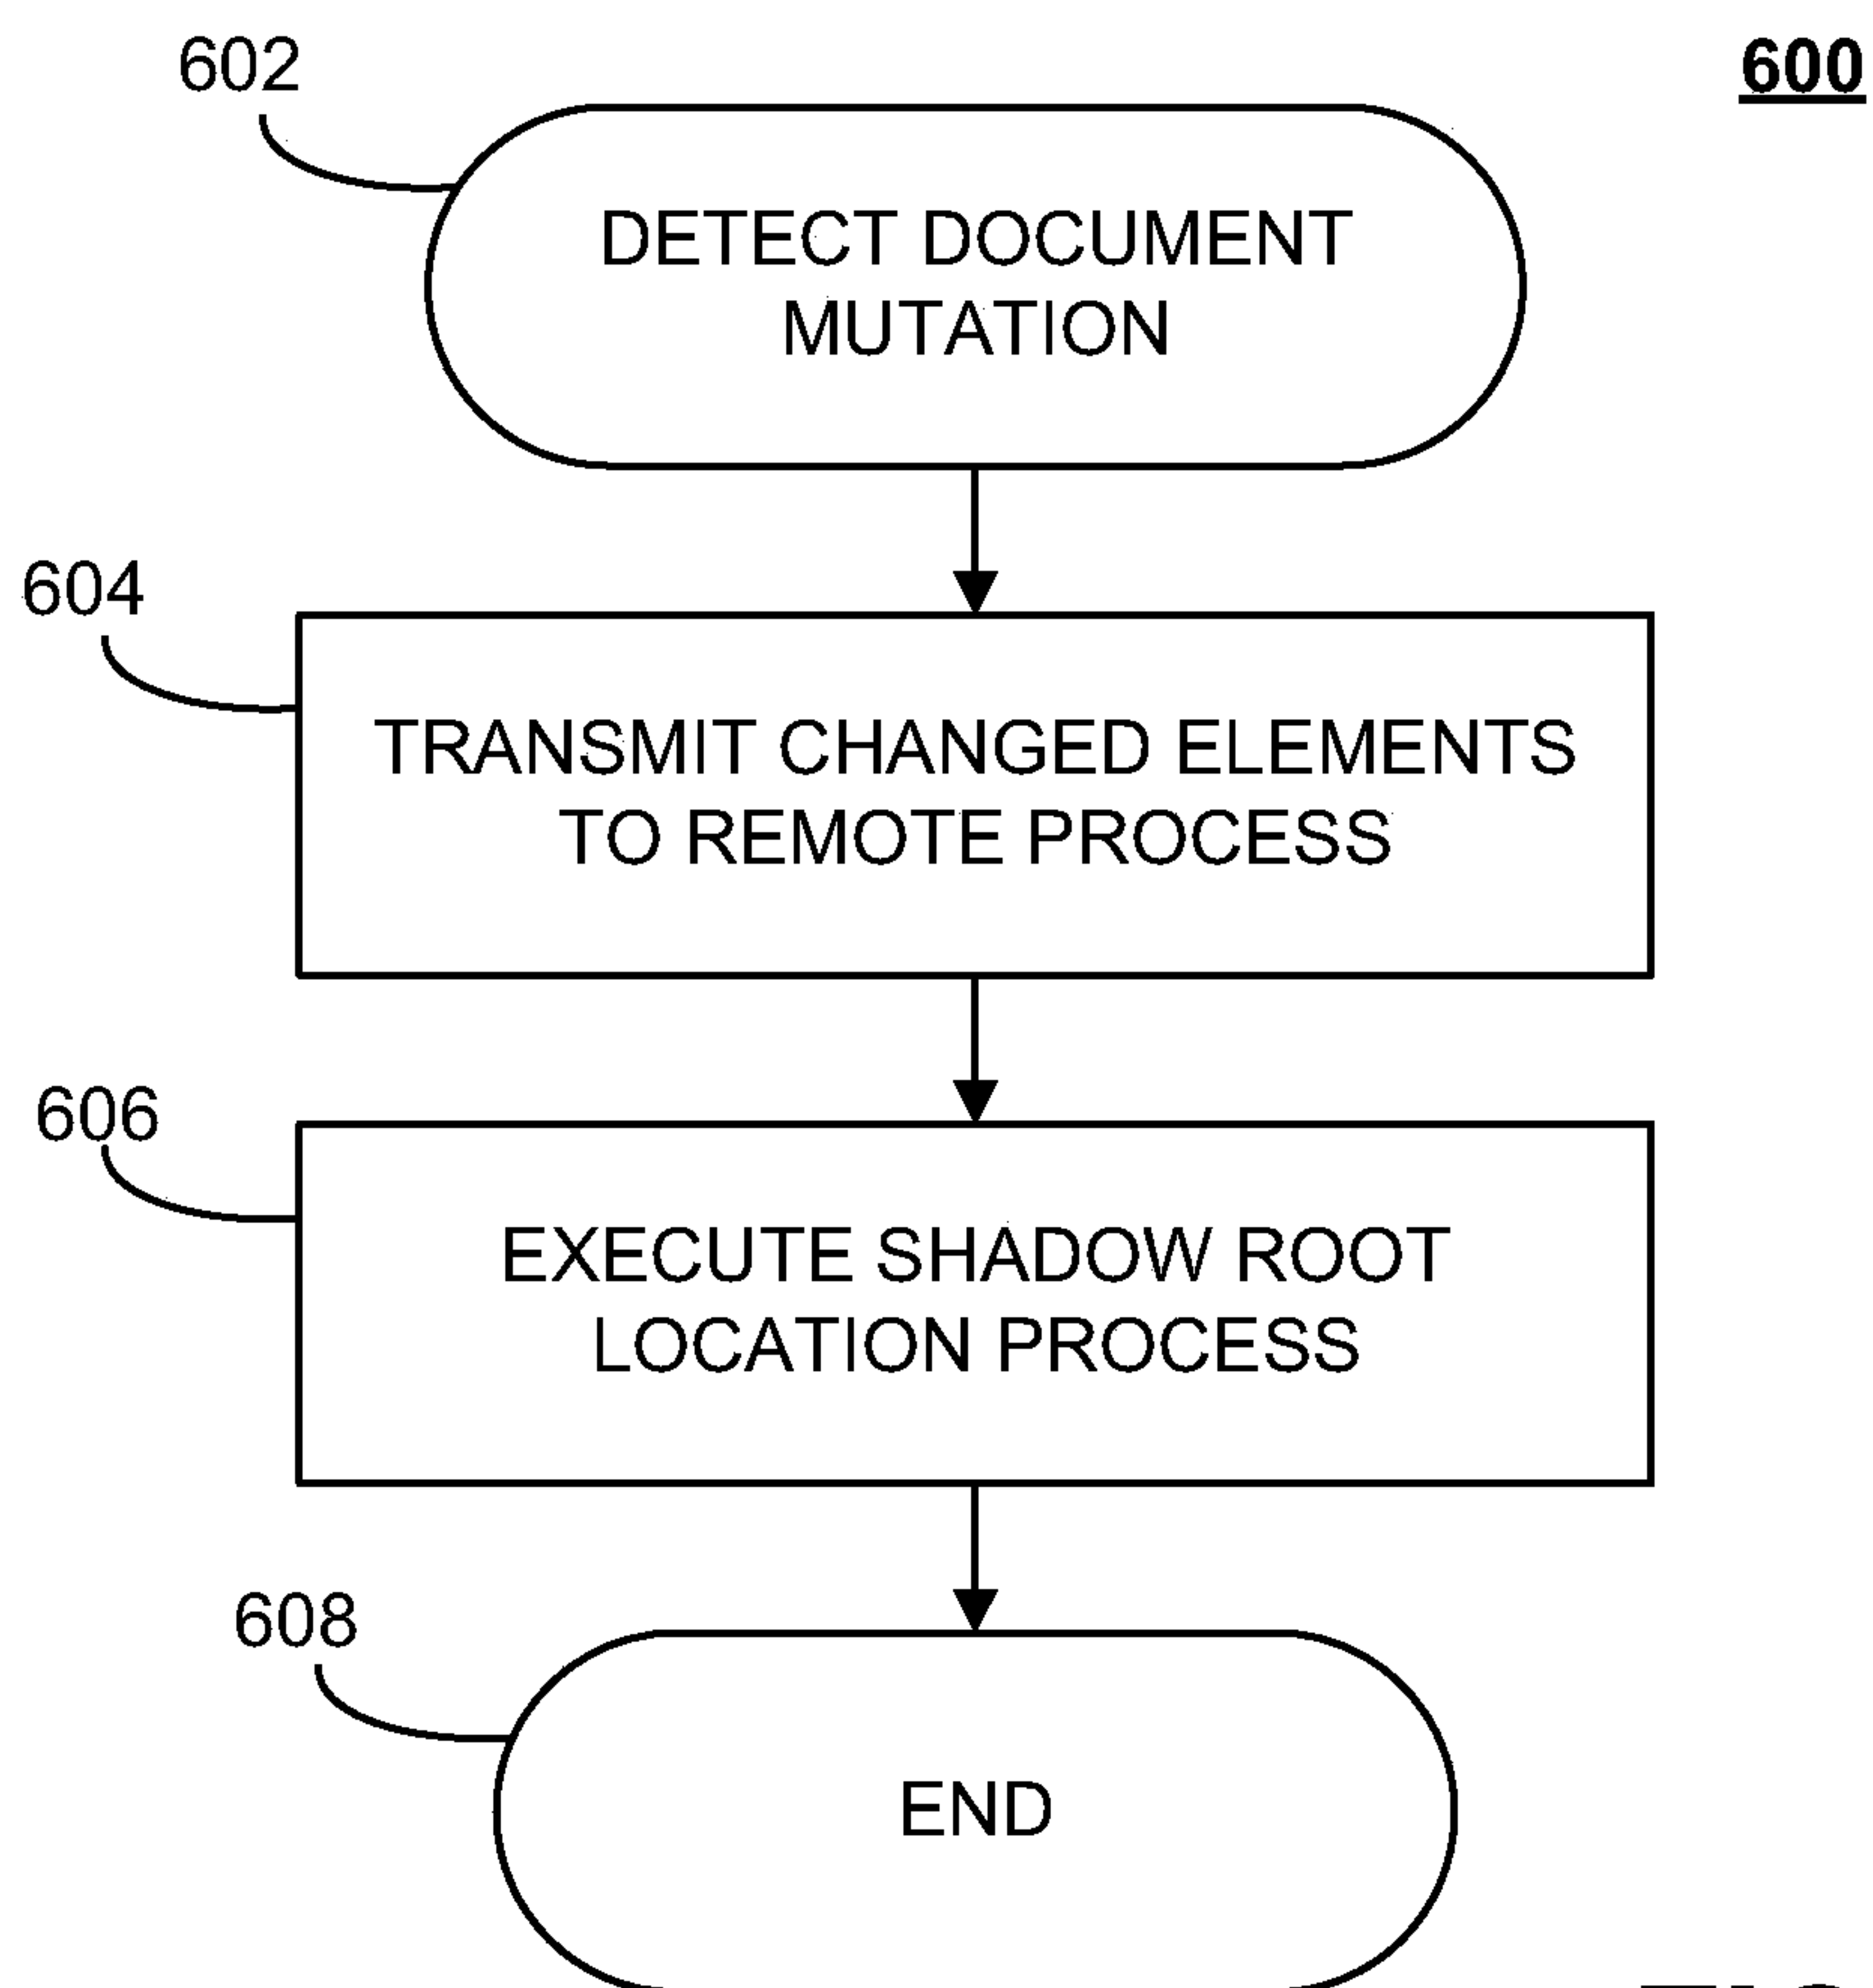 602
600
DETECT DOCUMENT
MUTATION
604
TRANSMIT CHANGED ELEMENTS
TO REMOTE PROCESS
606
EXECUTE SHADOW ROOT
LOCATION PROCESS
608
END